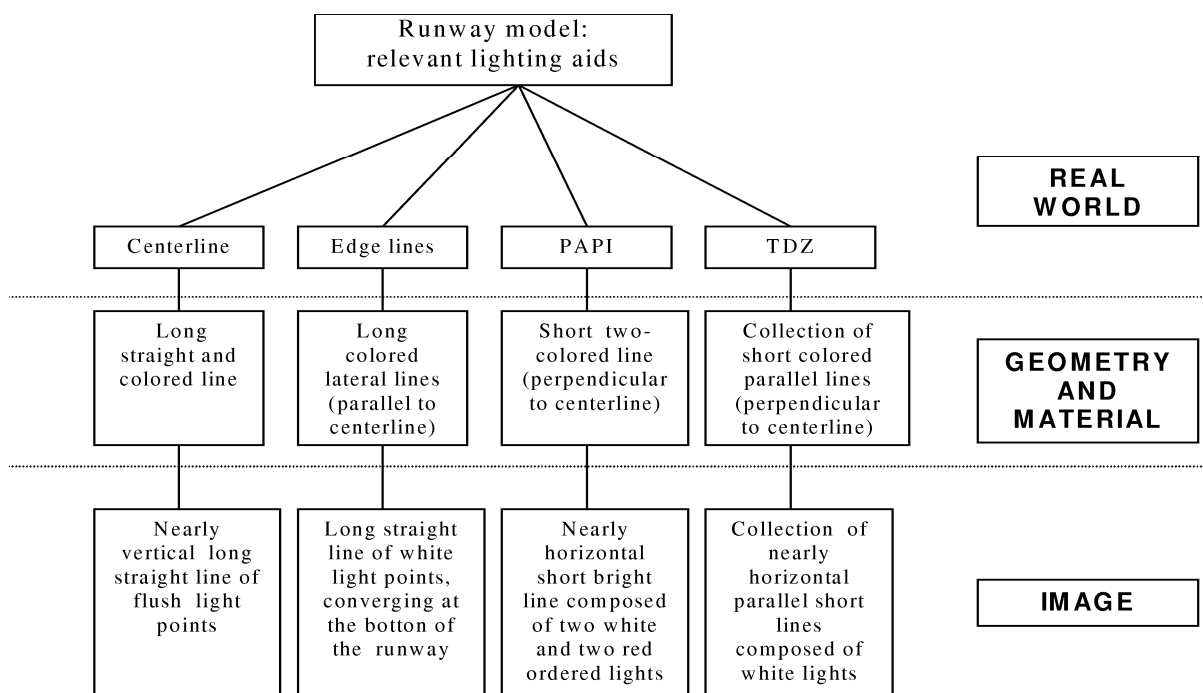 Runway model:
relevant lighting aids
REAL
WORLD
Centerline
Edge lines
PAPI
TDZ
Long
straight and
colored line
Long
colored
lateral lines
(parallel to
centerline)
Short two-
colored line
(perpendicular
to centerline)
Collection of
short colored
parallel lines
(perpendicular
to centerline)
GEOMETRY
AND
MATERIAL
Nearly
vertical long
straight line of
flush light
points
Long straight
line of white
light points,
converging at
the botton of
the runway
Nearly
horizontal
short bright
line composed
of two white
and two red
ordered lights
Collection of
nearly
horizontal
parallel short
lines
composed of
white lights
IMAGE